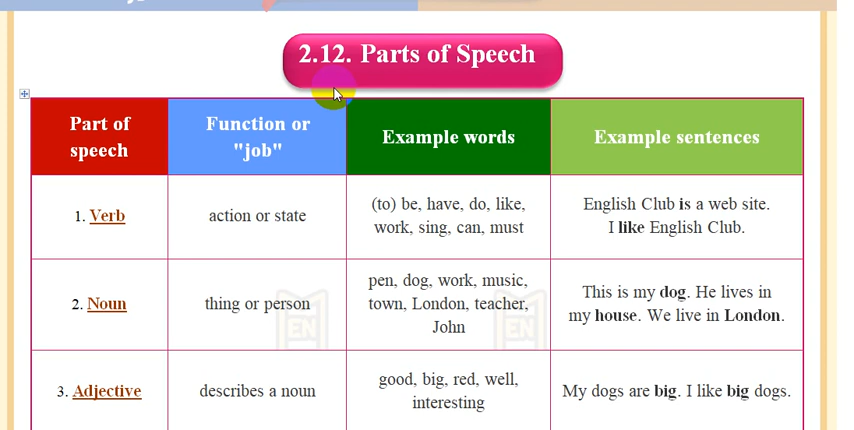 2.12. Parts of Speech
Part of
speech
Function or
"job"
Example words
Example sentences
1. Verb
action or state
(to) be, have, do, like,
work, sing, can, must
English Club is a web site.
I like English Club.
2. Noun
thing or person
pen, dog, work, music,
town, London, teacher,
John
This is my dog. He lives in
my house. We live in London.
3. Adjective
describes a noun
good, big, red, well,
interesting
My dogs are big. I like big dogs.
EN
EN